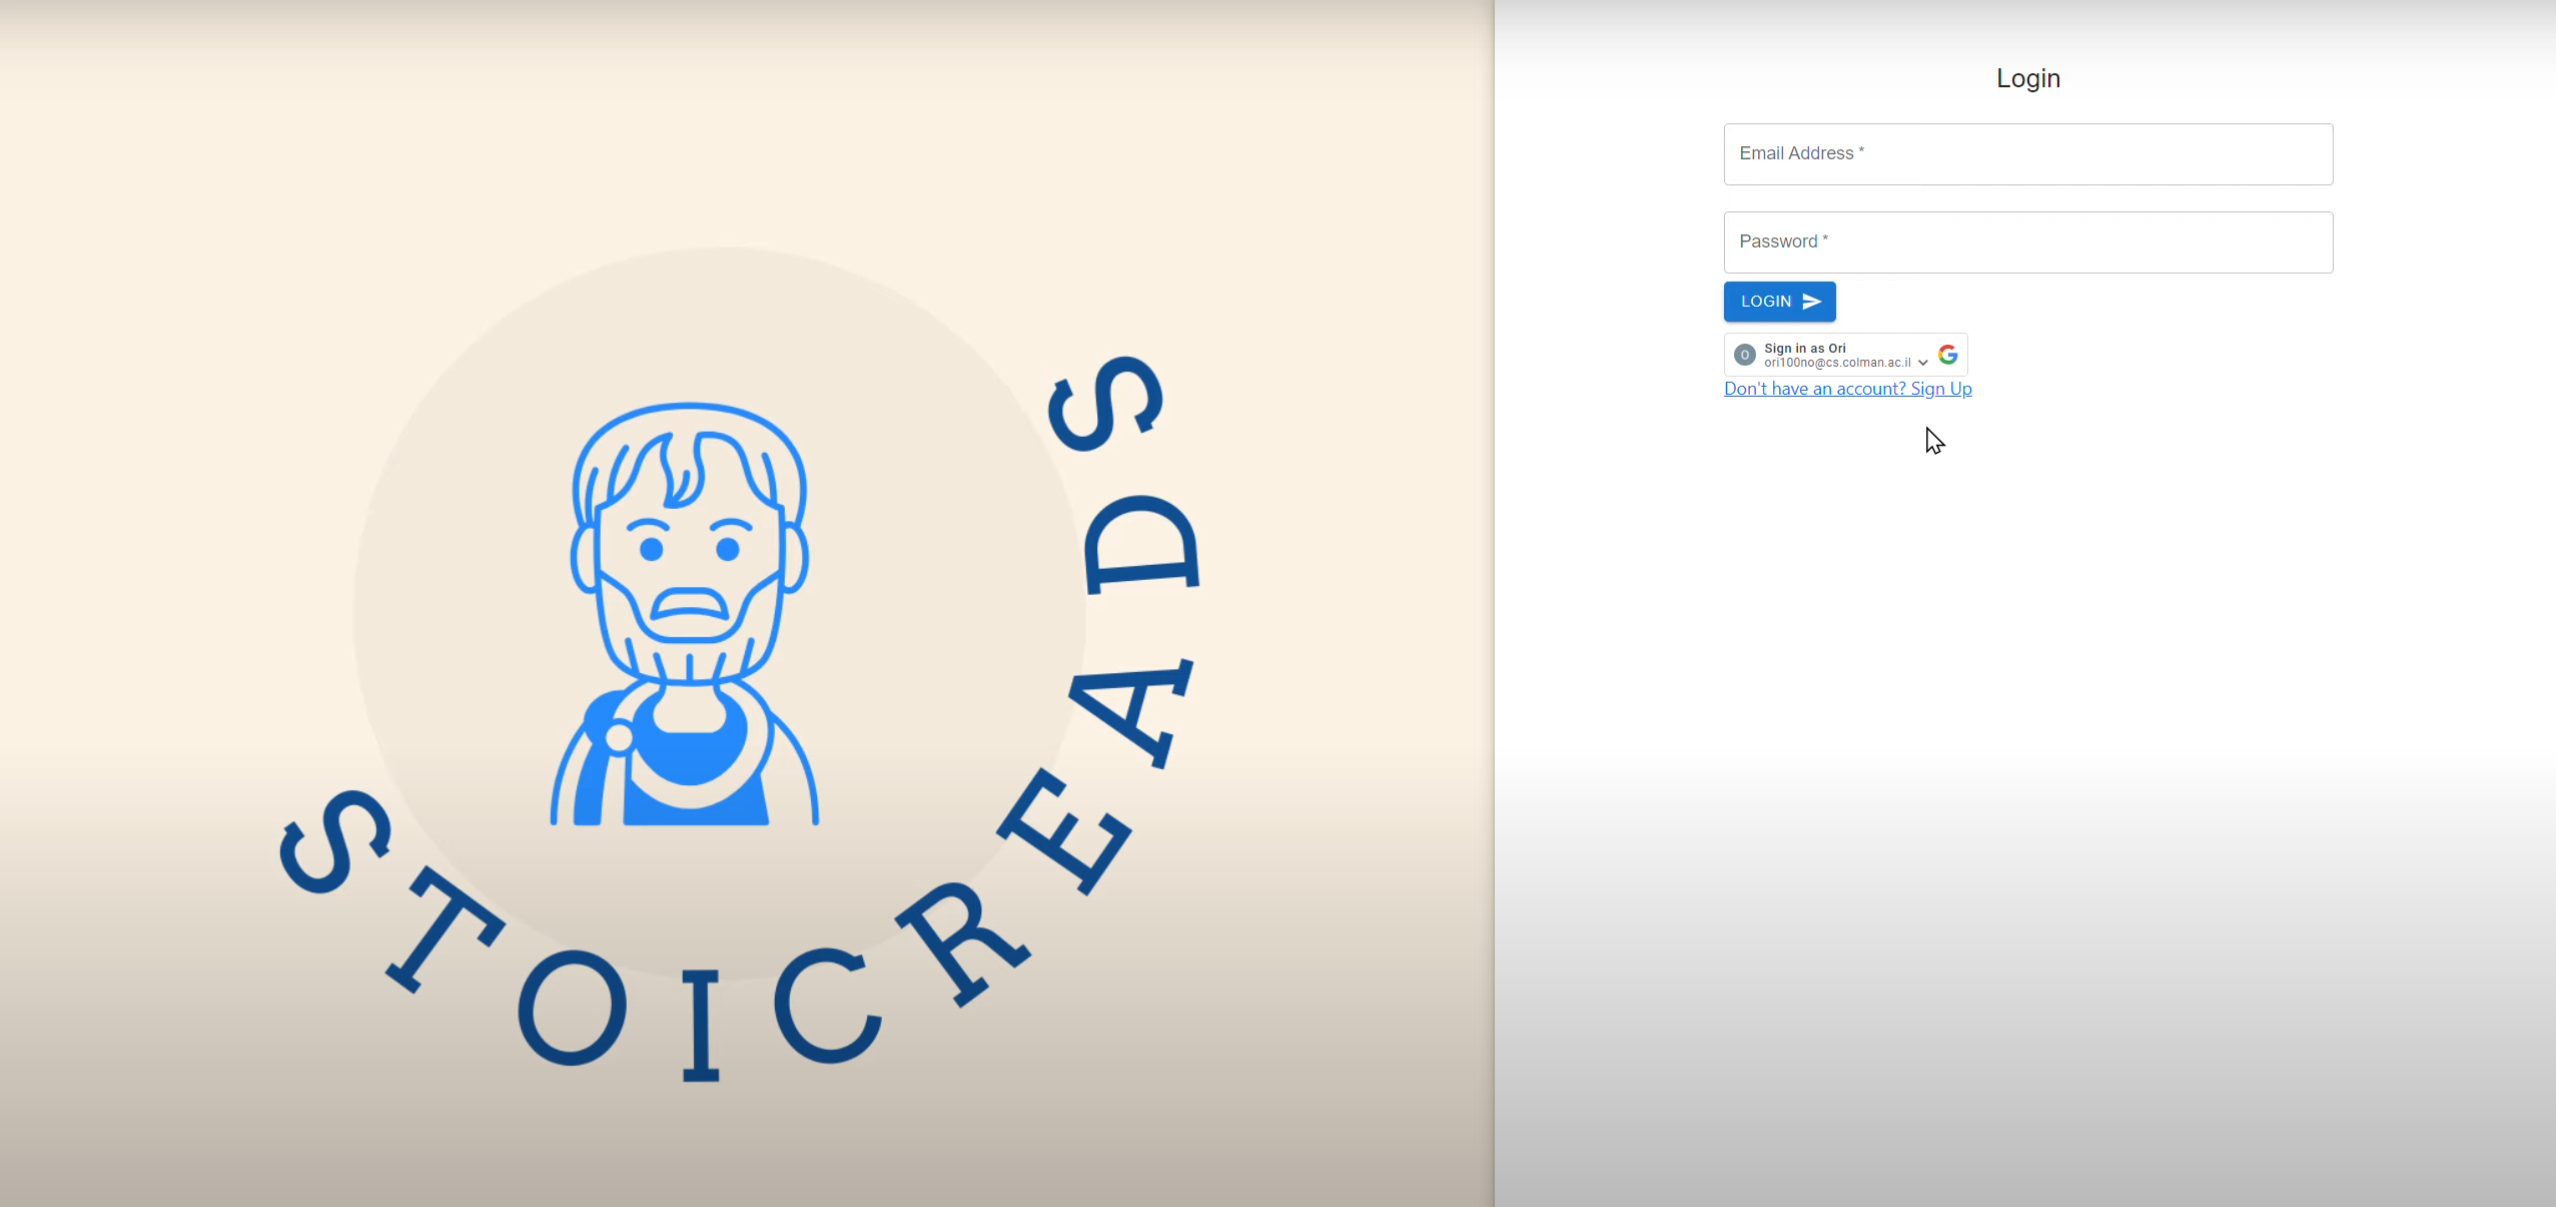 STOICREADS
Login
Email Address *
Password *
LOGIN
O
Sign in as Ori
ori100no@cs.colman.ac.il
Don't have an account? Sign Up